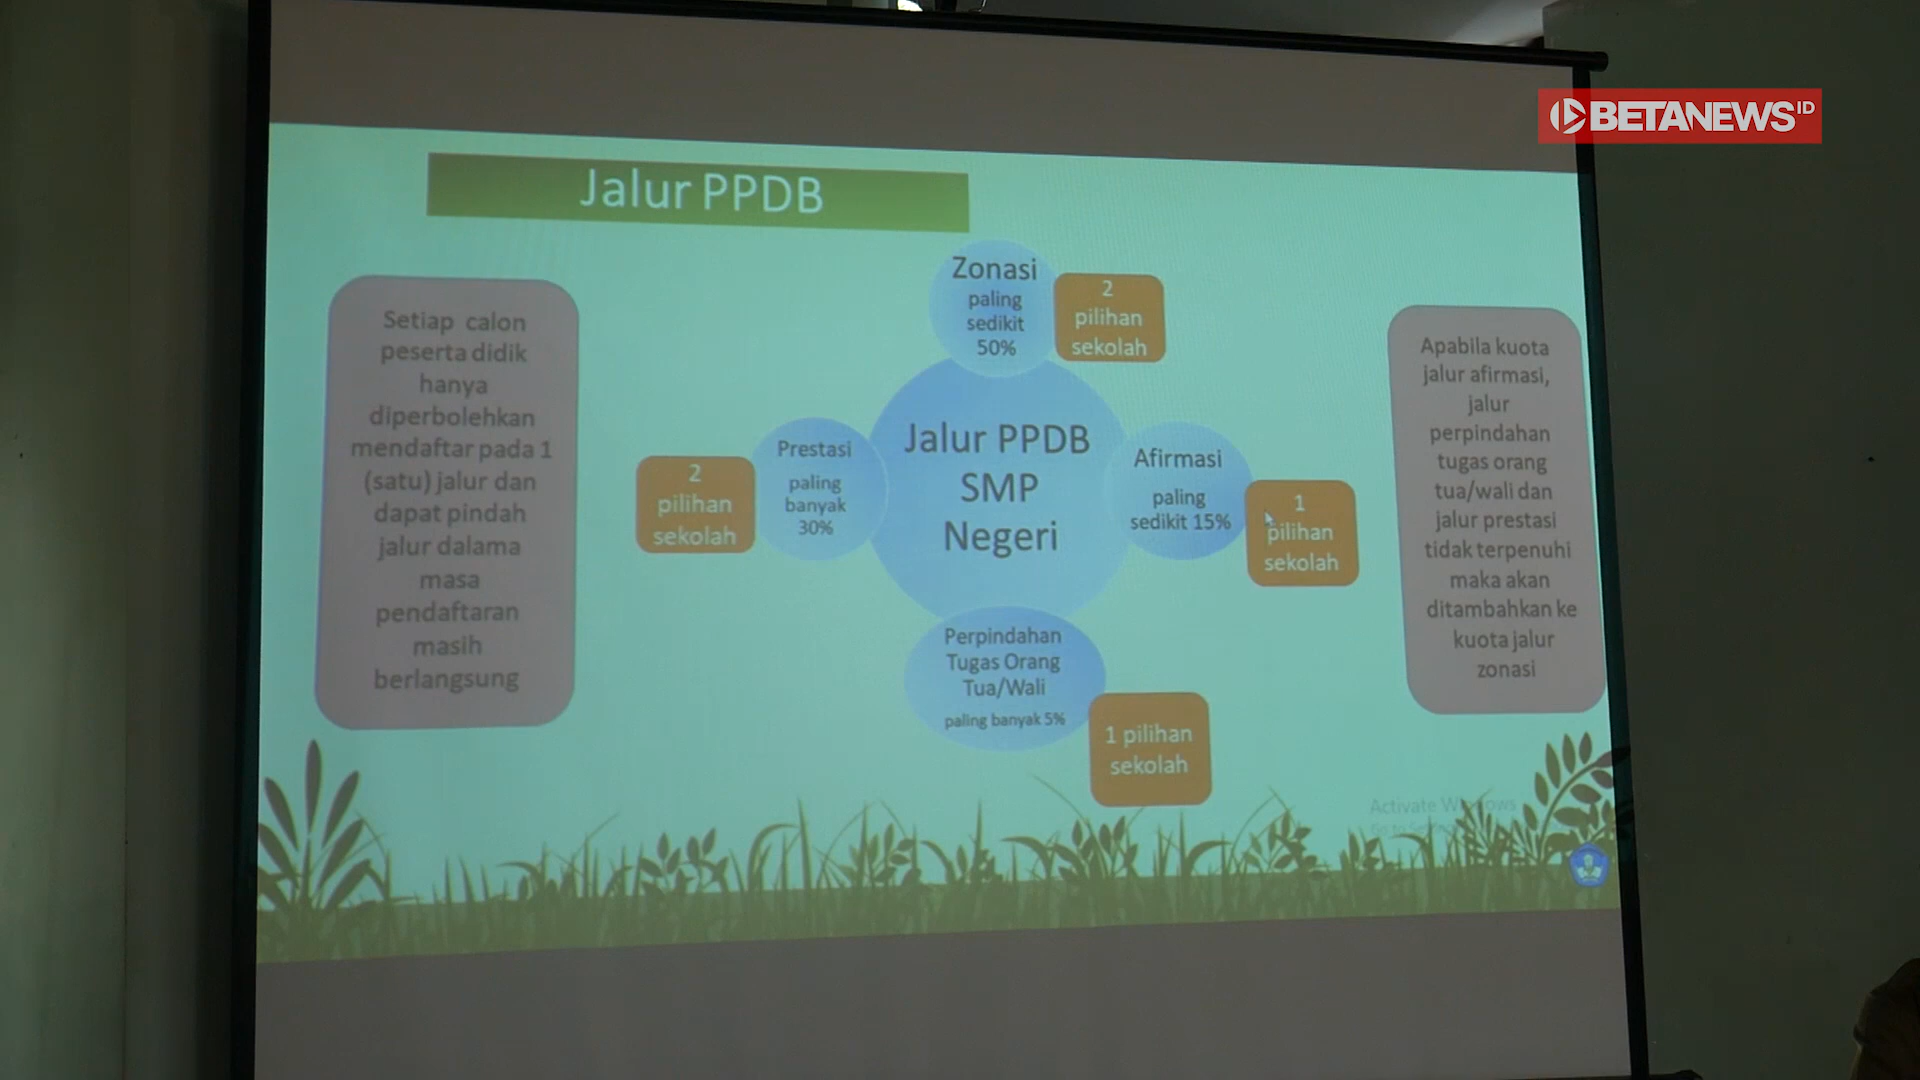 BETANEWS ID
Jalur PPDB
Setiap calon
peserta didik
hanya
diperbolehkan
mendaftar pada 1
(satu) jalur dan
dapat pindah
jalur dalama
masa
pendaftaran
masih
berlangsung
Zonasi
paling
sedikit
50%
2
pilihan
sekolah
Prestasi
paling
banyak
30%
2
pilihan
sekolah
Jalur PPDB
SMP
Negeri
Afirmasi
paling
sedikit 15%
1
pilihan
sekolah
Perpindahan
Tugas Orang
Tua/Wali
paling banyak 5%
1 pilihan
sekolah
Apabila kuota
jalur afirmasi,
jalur
perpindahan
tugas orang
tua/wali dan
jalur prestasi
tidak terpenuhi
maka akan
ditambahkan ke
kuota jalur
zonasi
Activate Windows